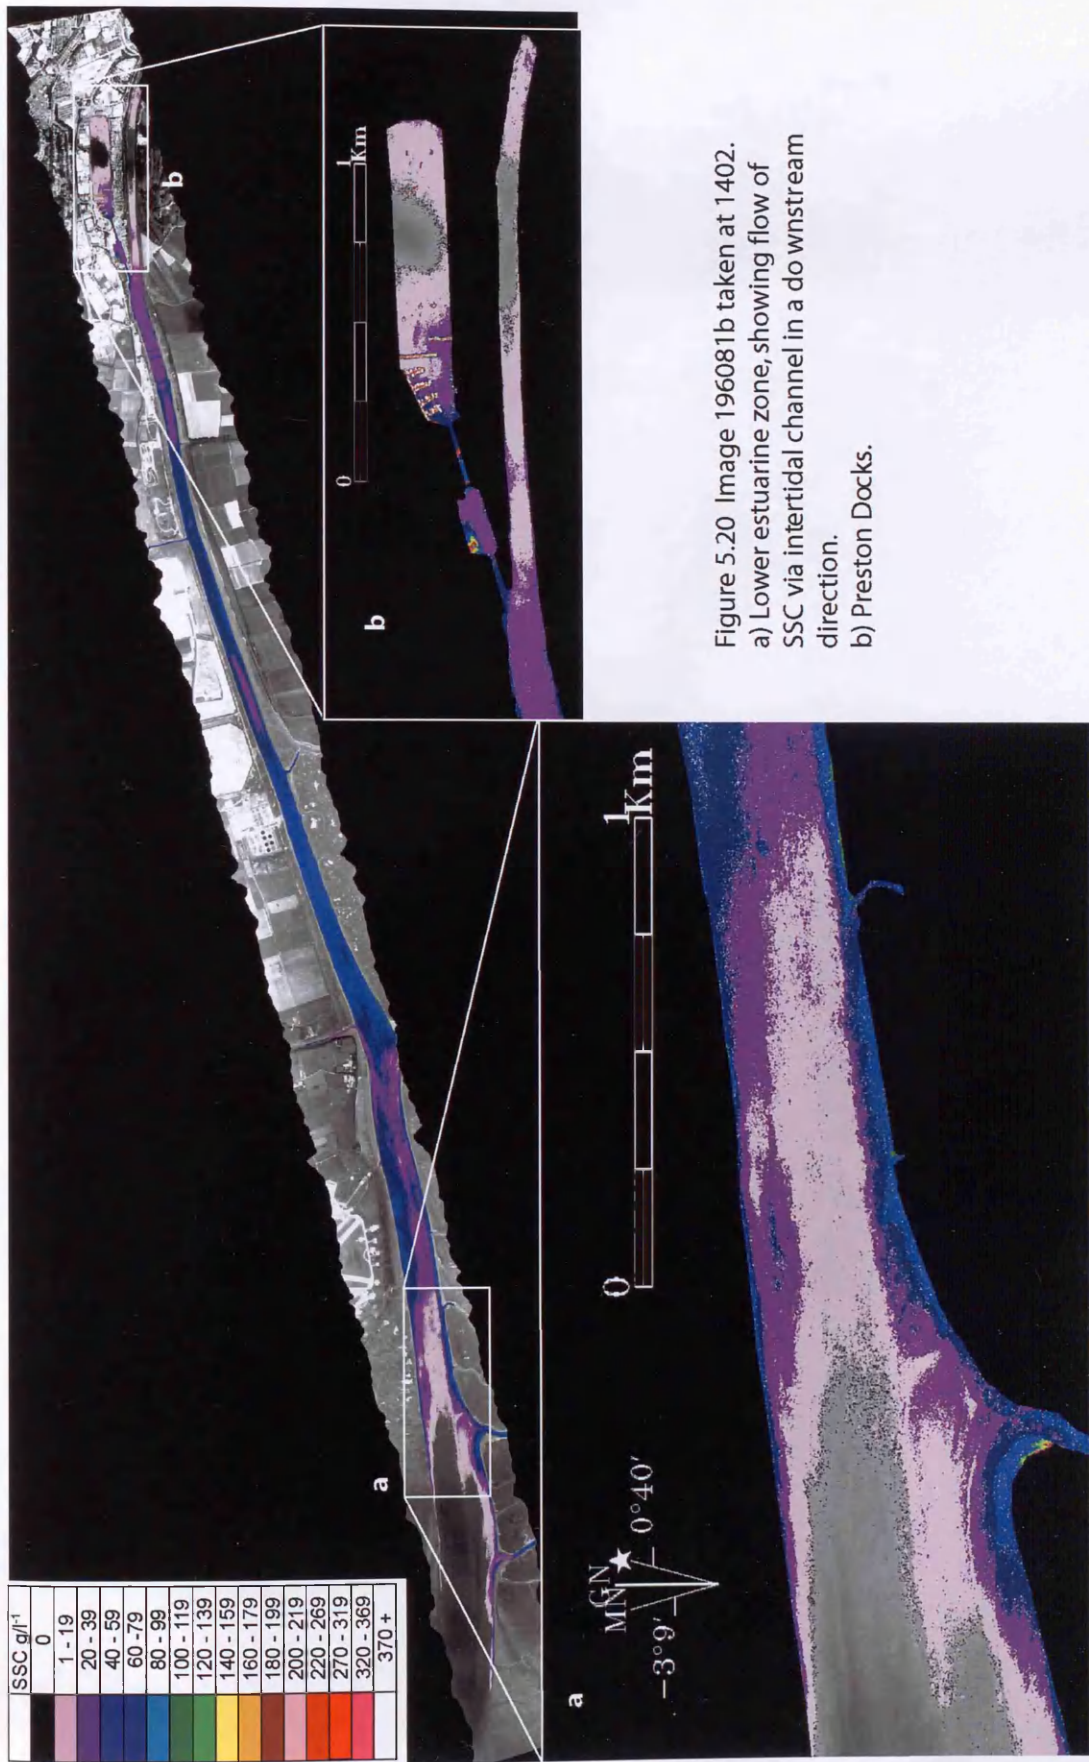 SSC g/l⁻¹
0
1 - 19
20 - 39
40 - 59
60 -79
80 - 99
100 - 119
120 - 139
140 - 159
160 - 179
180 - 199
200 - 219
220 - 269
270 - 319
320 - 369
370 +
a
b
b
0
1
Km
a
MN
GN
-3°9'
0°40'
0
1
Km
Figure 5.20 Image 196081b taken at 1402.
a) Lower estuarine zone, showing flow of
SSC via intertidal channel in a do wnstream
direction.
b) Preston Docks.